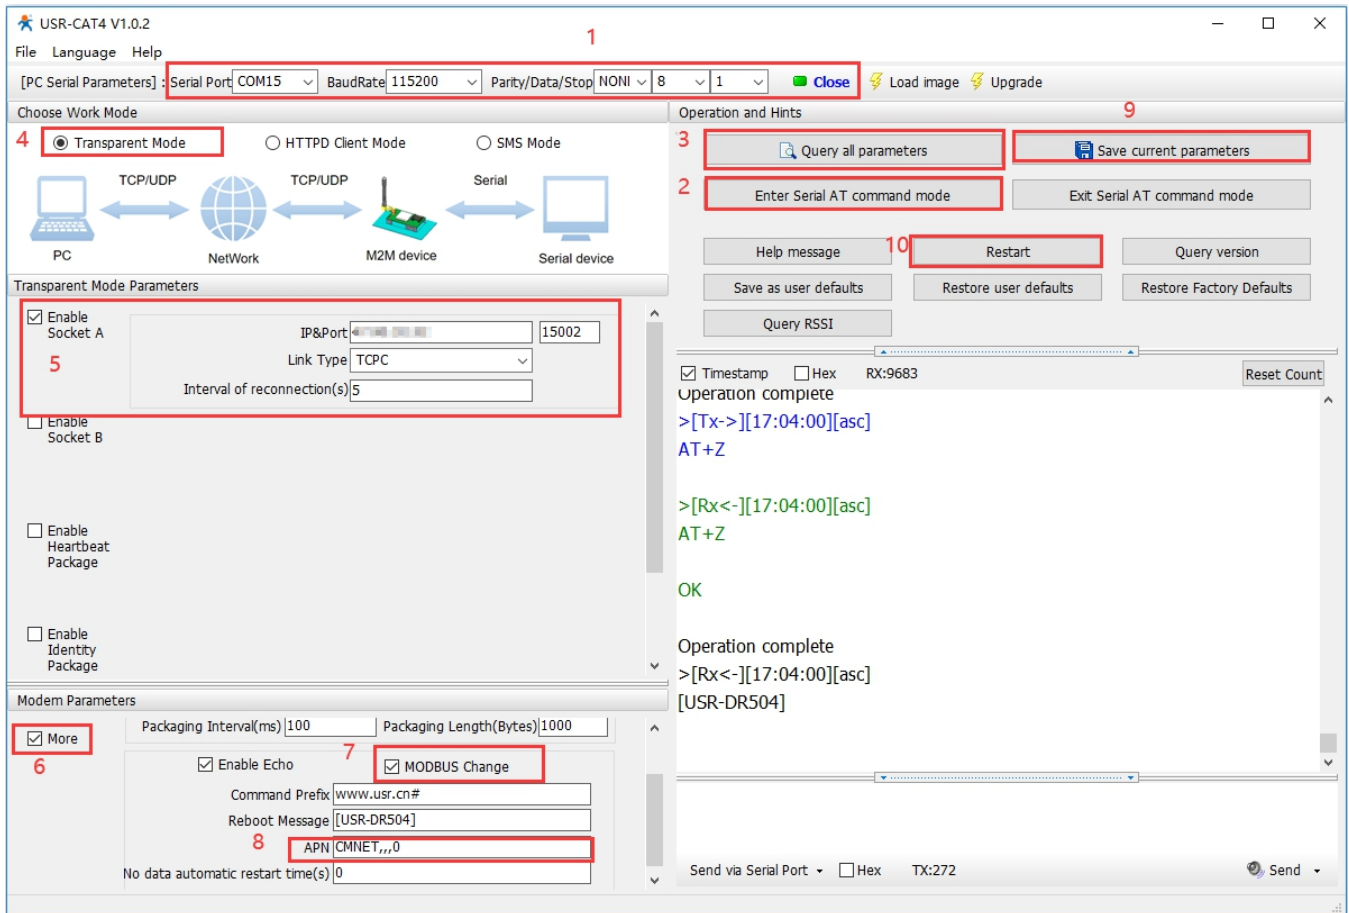 USR-CAT4 V1.0.2
File Language Help
1
[PC Serial Parameters] : Serial Port COM15 BaudRate 115200 Parity/Data/Stop NONI 8 1 Close Load image Upgrade
Choose Work Mode
4 Transparent Mode HTTPD Client Mode SMS Mode
TCP/UDP TCP/UDP Serial
PC NetWork M2M device Serial device
Transparent Mode Parameters
Enable
Socket A
5
IP&Port 15002
Link Type TCPC
Interval of reconnection(s) 5
Enable
Socket B
Enable
Heartbeat
Package
Enable
Identity
Package
Modem Parameters
More
6
Packaging Interval(ms) 100 Packaging Length(Bytes) 1000
Enable Echo 7 MODBUS Change
Command Prefix www.usr.cn#
Reboot Message [USR-DR504]
8 APN CMNET,,,0
No data automatic restart time(s) 0
Operation and Hints
9
3 Query all parameters Save current parameters
2 Enter Serial AT command mode Exit Serial AT command mode
Help message 10 Restart Query version
Save as user defaults Restore user defaults Restore Factory Defaults
Query RSSI
Timestamp Hex RX:9683 Reset Count
Operation complete
>[Tx->][17:04:00][asc]
AT+Z
>[Rx<-][17:04:00][asc]
AT+Z
OK
Operation complete
>[Rx<-][17:04:00][asc]
[USR-DR504]
Send via Serial Port Hex TX:272 Send